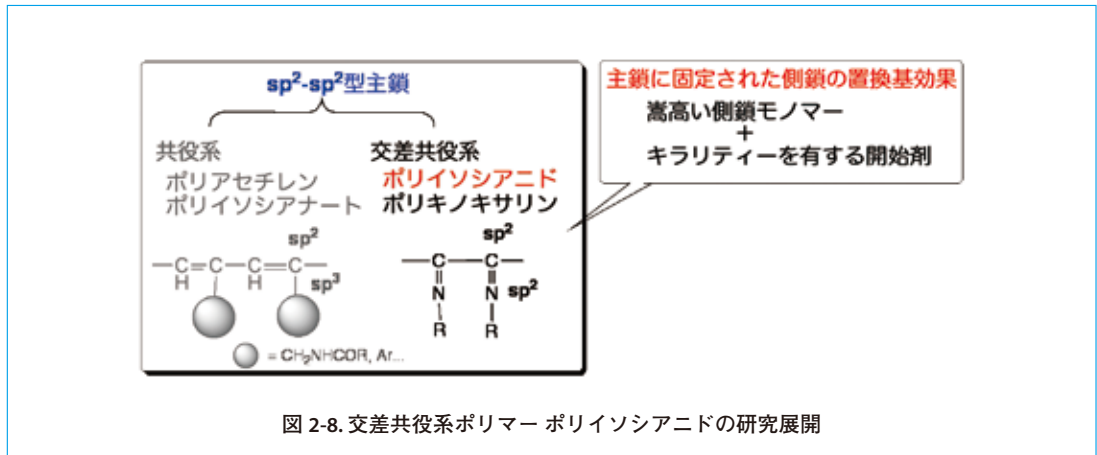 sp²-sp²型主鎖
共役系
ポリアセチレン
ポリイソシアナート
交差共役系
ポリイソシアニド
ポリキノキサリン
主鎖に固定された側鎖の置換基効果
嵩高い側鎖モノマー
+
キラリティーを有する開始剤
sp²
—C=C—C=C—
H H
sp³
= CH₂NHCOR, Ar...
sp²
—C—C—
N N sp²
R R
図 2-8. 交差共役系ポリマー ポリイソシアニドの研究展開